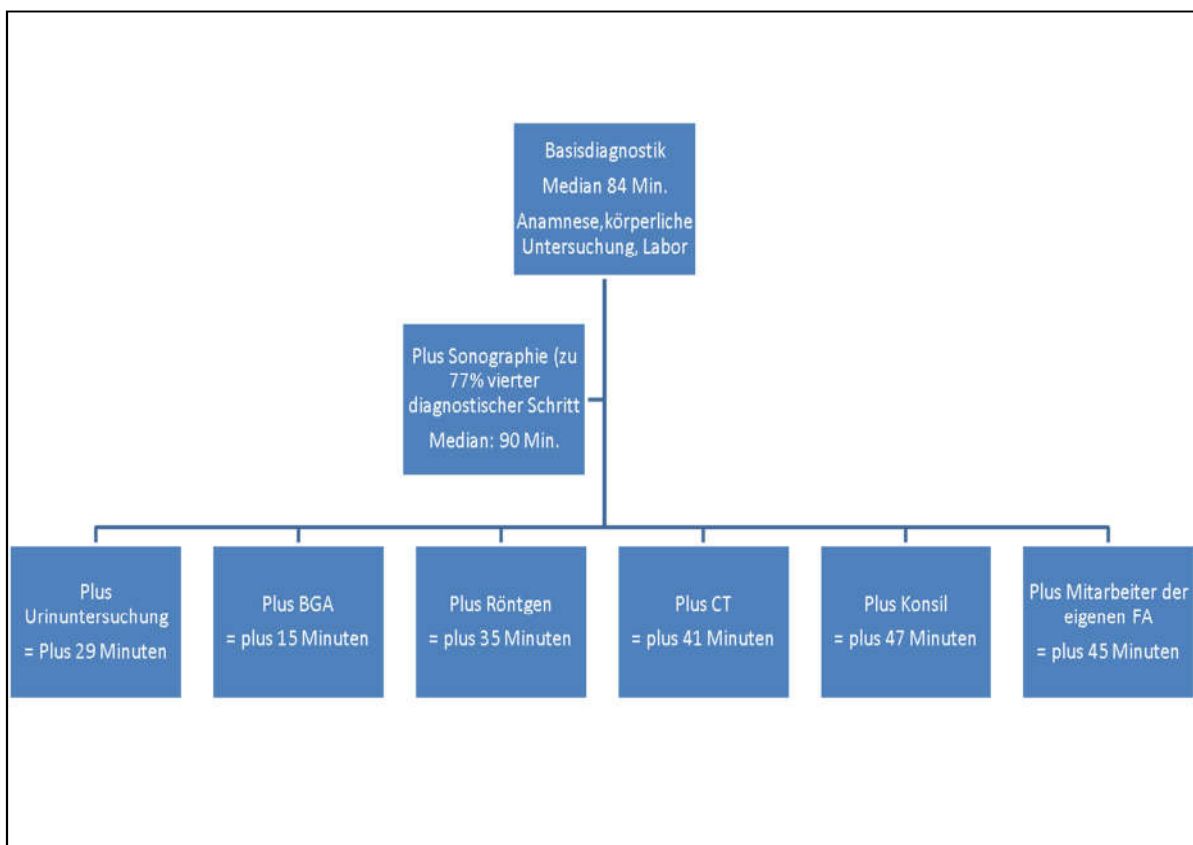 Basisdiagnostik
Median 84 Min.
Anamnese,körperliche
Untersuchung, Labor
Plus Sonographie (zu
77% vierter
diagnostischer Schritt
Median: 90 Min.
Plus
Urinuntersuchung
= Plus 29 Minuten
Plus BGA
= plus 15 Minuten
Plus Röntgen
= plus 35 Minuten
Plus CT
= plus 41 Minuten
Plus Konsil
= plus 47 Minuten
Plus Mitarbeiter der
eigenen FA
= plus 45 Minuten